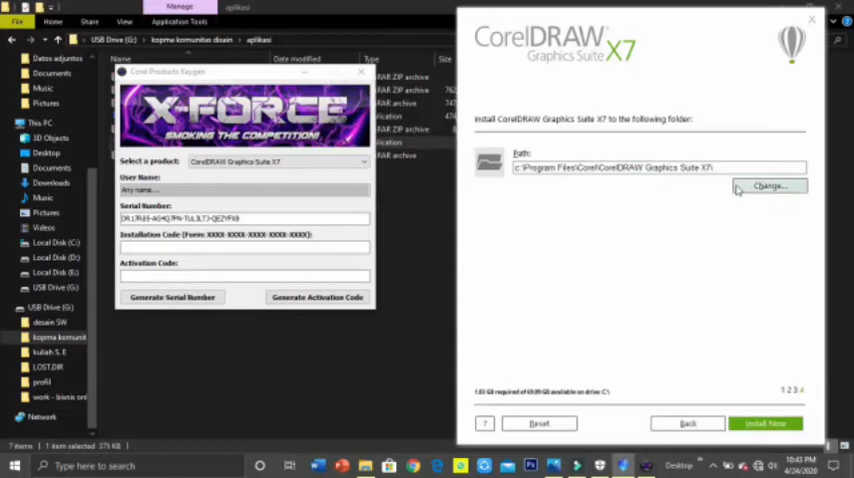 Manage
aplikasi
File
Home
Share
View
Application Tools
USB Drive (G:)
kopma komunitas disain
aplikasi
Name
Date modified
Type
Size
Datos adjuntos
Documents
Music
Pictures
This PC
3D Objects
Desktop
Documents
Downloads
Music
Pictures
Videos
Local Disk (C:)
Local Disk (D:)
Local Disk (E:)
USB Drive (G:)
USB Drive (G:)
desain SW
kopma komunit
kuliah S. E
LOST.DIR
profil
work - bisnis onl
Network
RAR ZIP archive
RAR ZIP archive
RAR archive
plication
RAR ZIP archive
plication
RAR archive
Corel Products Keygen
X-FORCE
SMOKING THE COMPETITION!
Select a product:
CorelDRAW Graphics Suite X7
User Name:
Any name...
Serial Number:
Installation Code (Form: XXXX-XXXX-XXXX-XXXX-XXXX):
Activation Code:
Generate Serial Number
Generate Activation Code
CorelDRAW
Graphics Suite X7
Install CorelDRAW Graphics Suite X7 to the following folder:
Path:
c:\Program Files\Corel\CorelDRAW Graphics Suite X7\
Change...
1 2 3 4
?
Reset
Back
Install Now
7 items
1 item selected 375 KB
Type here to search
Desktop
10:43 PM
4/24/2020